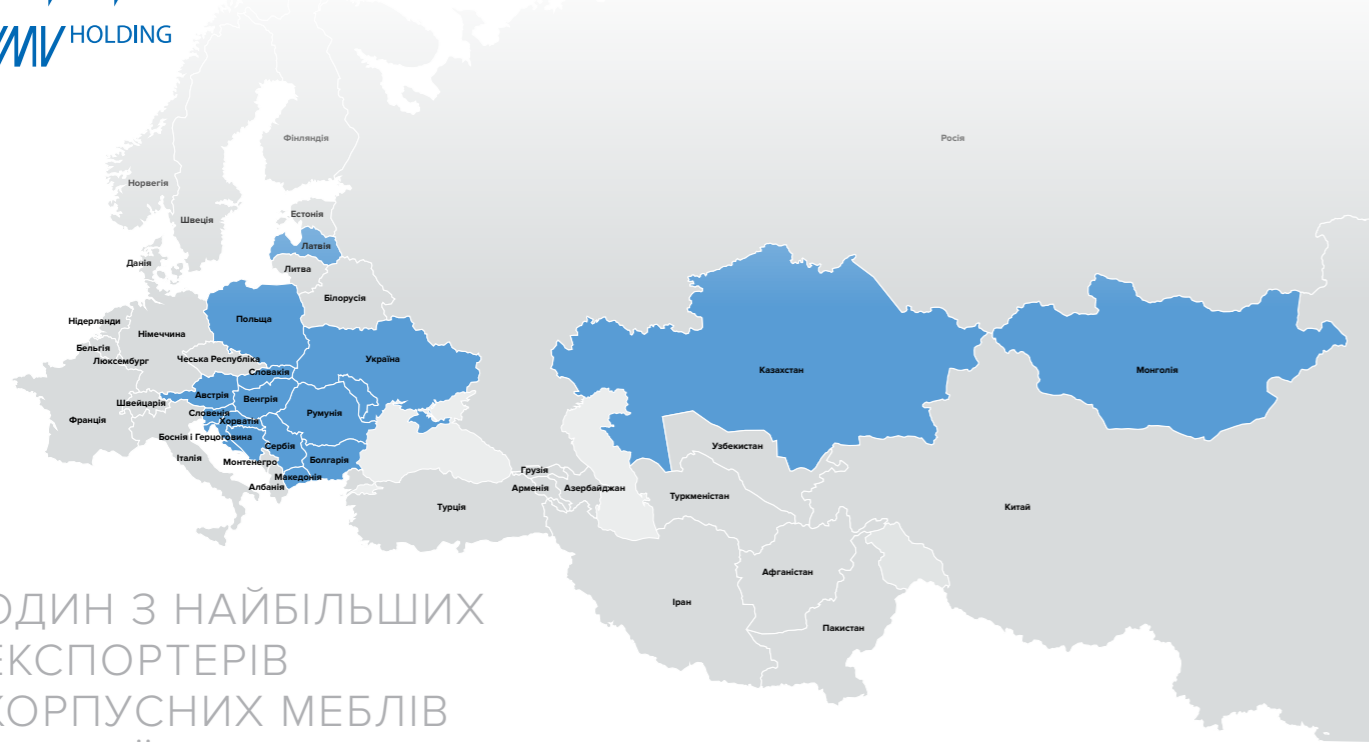 HOLDING
Фінляндія
Росія
Норвегія
Швеція
Естонія
Латвія
Данія
Литва
Білорусія
Нідерланди
Польща
Німеччина
Бельгія
Люксембург
Чеська Республіка
Україна
Словакія
Казахстан
Монголія
Австрія
Венгрія
Швейцарія
Словенія
Румунія
Франція
Хорватія
Боснія і Герцоговина
Сербія
Узбекистан
Італія
Монтенегро
Болгарія
Грузія
Македонія
Албанія
Арменія
Азербайджан
Туркменістан
Турція
Китай
Афганістан
Іран
Пакистан
ОДИН З НАЙБІЛЬШИХ
ЕКСПОРТЕРІВ
КОРПУСНИХ МЕБЛІВ